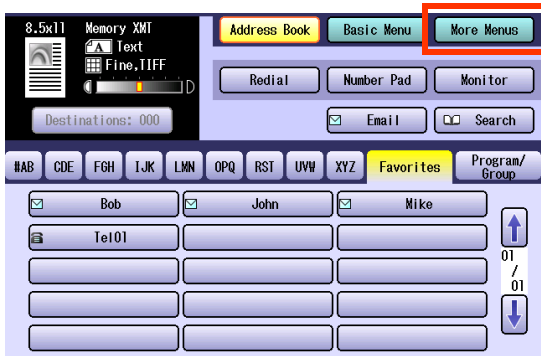 8.5x11 Memory XMT
A Text
Fine,TIFF
D
Destinations: 000
Address Book
Basic Menu
More Menus
Redial
Number Pad
Monitor
Email
Search
#AB
CDE
FGH
IJK
LMN
OPQ
RST
UVW
XYZ
Favorites
Program/
Group
Bob
John
Mike
Tel01
01
/
01